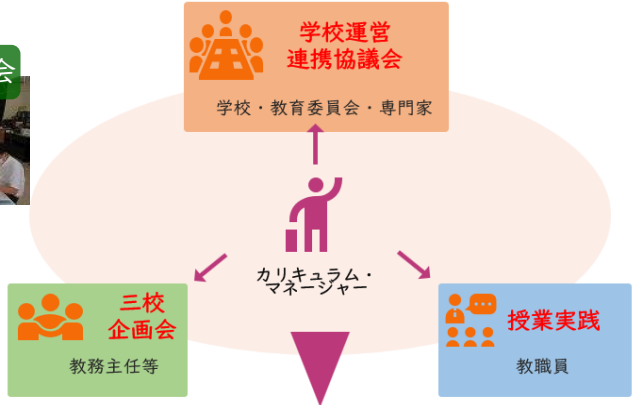 学校運営
連携協議会
学校・教育委員会・専門家
会
カリキュラム・
マネージャー
三校
企画会
教務主任等
授業実践
教職員